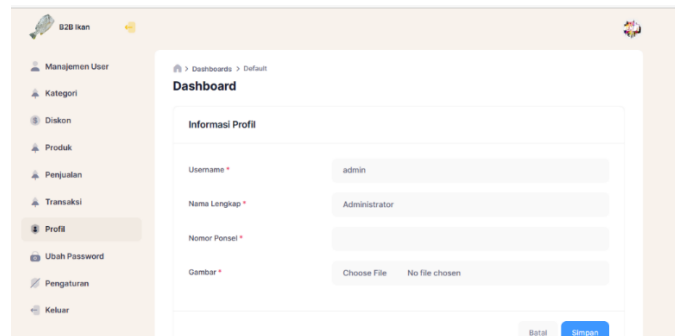 B2B Ikan
Manajemen User
Kategori
Diskon
Produk
Penjualan
Transaksi
Profil
Ubah Password
Pengaturan
Keluar
> Dashboards > Default
Dashboard
Informasi Profil
Username * admin
Nama Lengkap * Administrator
Nomor Ponsel *
Gambar * Choose File No file chosen
Batal Simpan